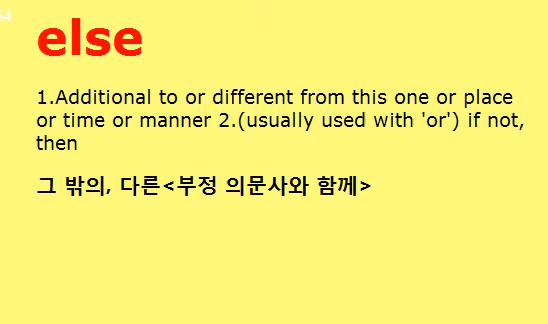 else
1.Additional to or different from this one or place
or time or manner 2.(usually used with 'or') if not,
then
그 밖의, 다른<부정 의문사와 함께>